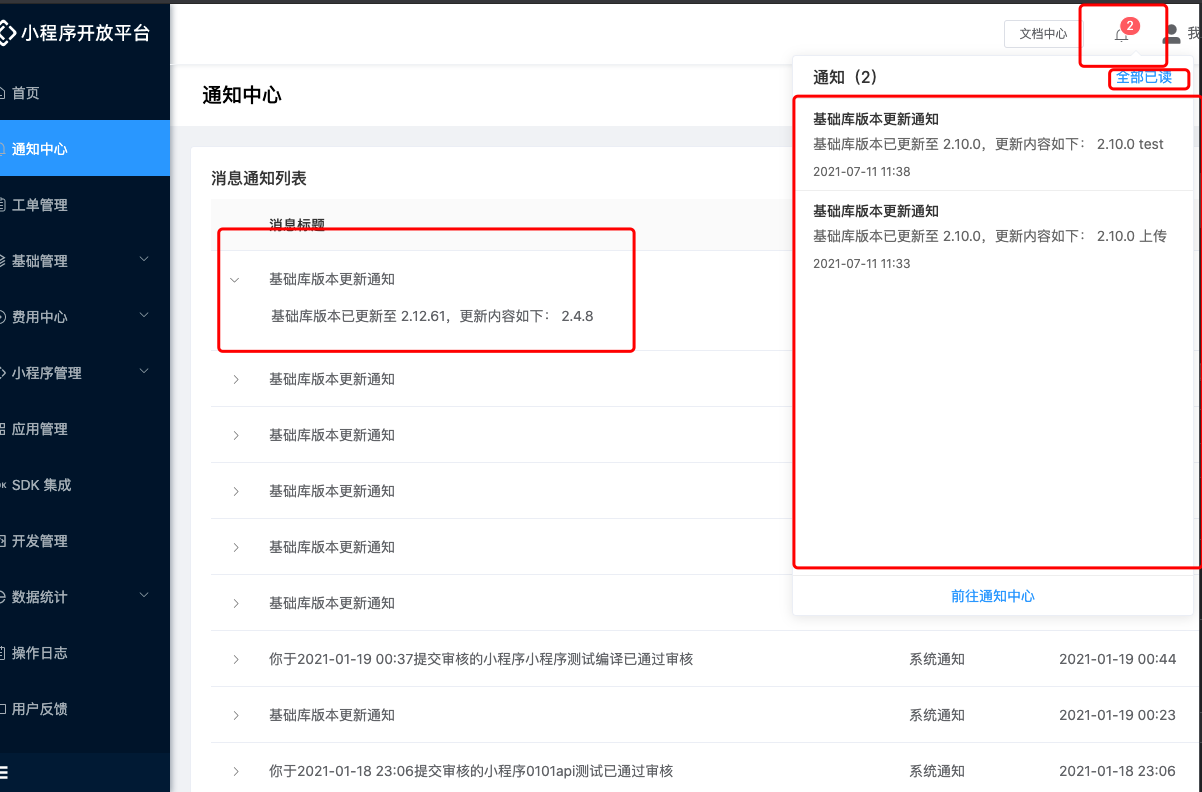 小程序开放平台
文档中心
2
我
首页
通知中心
工单管理
基础管理
费用中心
小程序管理
应用管理
SDK 集成
开发管理
数据统计
操作日志
用户反馈
通知中心
消息通知列表
消息标题
基础库版本更新通知
基础库版本已更新至 2.12.61，更新内容如下： 2.4.8
基础库版本更新通知
基础库版本更新通知
基础库版本更新通知
基础库版本更新通知
基础库版本更新通知
你于2021-01-19 00:37提交审核的小程序小程序测试编译已通过审核 系统通知 2021-01-19 00:44
基础库版本更新通知 系统通知 2021-01-19 00:23
你于2021-01-18 23:06提交审核的小程序0101api测试已通过审核 系统通知 2021-01-18 23:06
通知（2）
全部已读
基础库版本更新通知
基础库版本已更新至 2.10.0，更新内容如下： 2.10.0 test
2021-07-11 11:38
基础库版本更新通知
基础库版本已更新至 2.10.0，更新内容如下： 2.10.0 上传
2021-07-11 11:33
前往通知中心